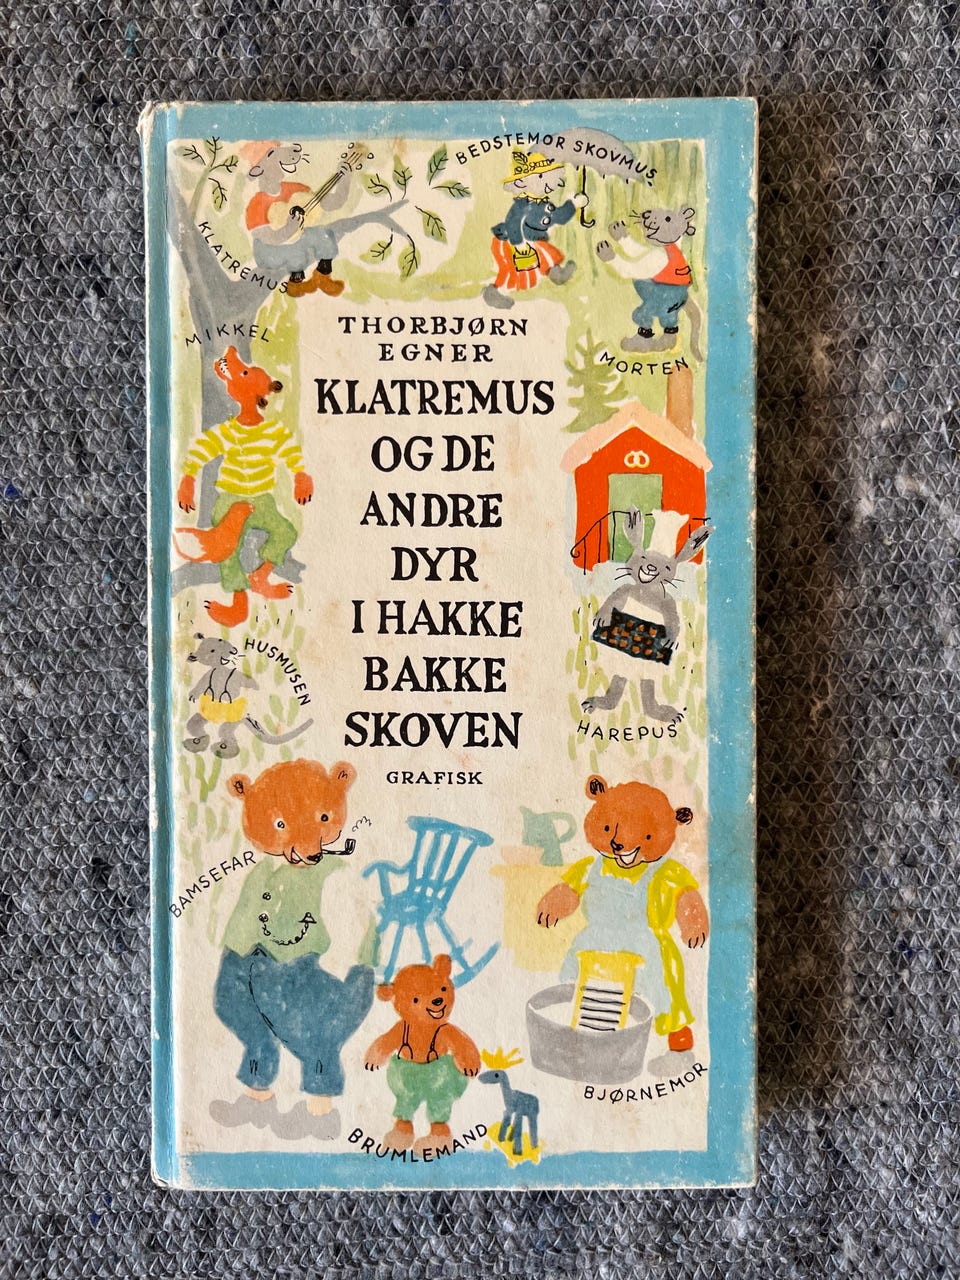 BEDSTEMOR SKOVMUS
KLATREMUS
MIKKEL
MORTEN
THORBJØRN
EGNER
KLATREMUS
OG DE
ANDRE
DYR
I HAKKE
BAKKE
SKOVEN
GRAFISK
HUSMUSEN
HAREPUS
BAMSEFAR
BJØRNEMOR
BRUMLEMAND